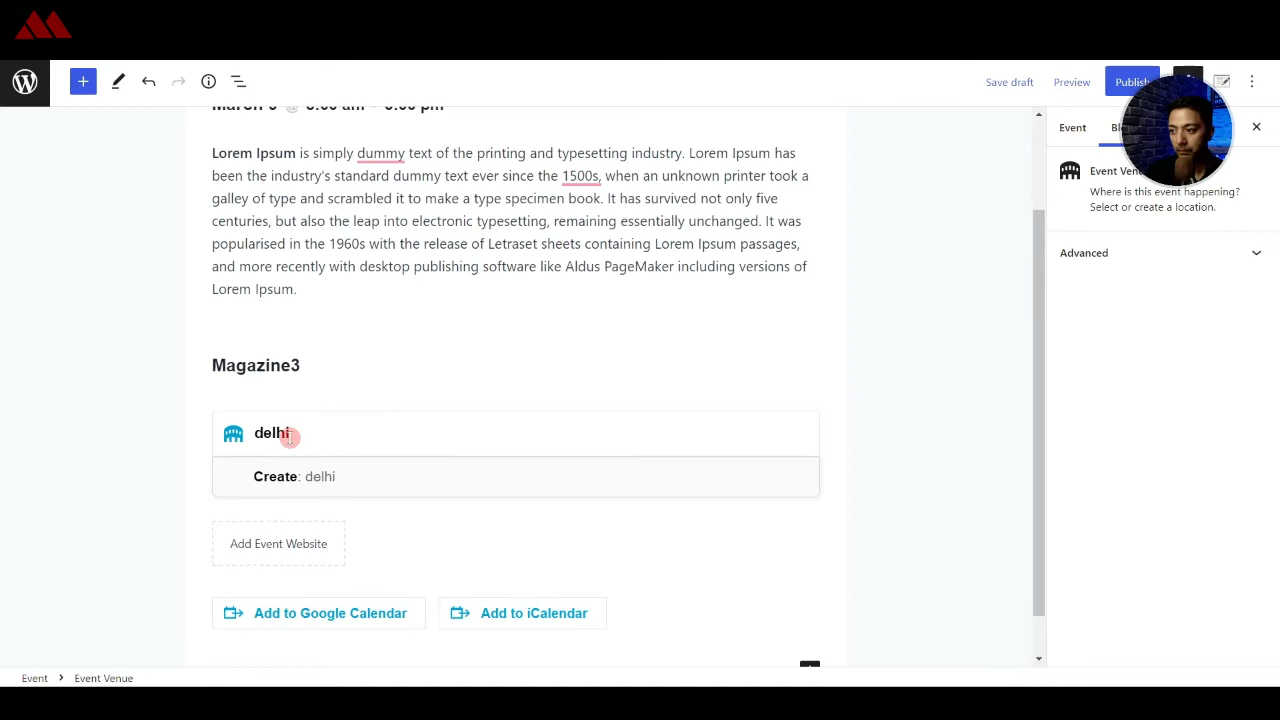 Save draft
Preview
Publish
March
Event
Lorem Ipsum is simply dummy text of the printing and typesetting industry. Lorem Ipsum has
been the industry's standard dummy text ever since the 1500s, when an unknown printer took a
galley of type and scrambled it to make a type specimen book. It has survived not only five
centuries, but also the leap into electronic typesetting, remaining essentially unchanged. It was
popularised in the 1960s with the release of Letraset sheets containing Lorem Ipsum passages,
and more recently with desktop publishing software like Aldus PageMaker including versions of
Lorem Ipsum.
Magazine3
delhi
Create: delhi
Add Event Website
Add to Google Calendar
Add to iCalendar
Event
Where is this event happening?
Select or create a location.
Advanced
Event > Event Venue